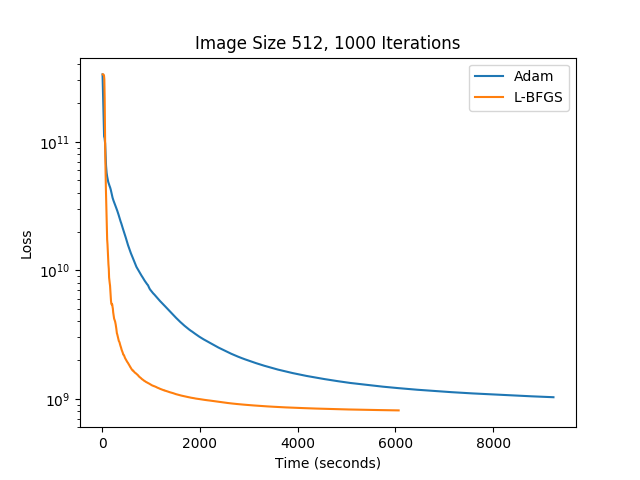 Image Size 512, 1000 Iterations
Adam
L-BFGS
Loss
10^11
10^10
10^9
0 2000 4000 6000 8000
Time (seconds)